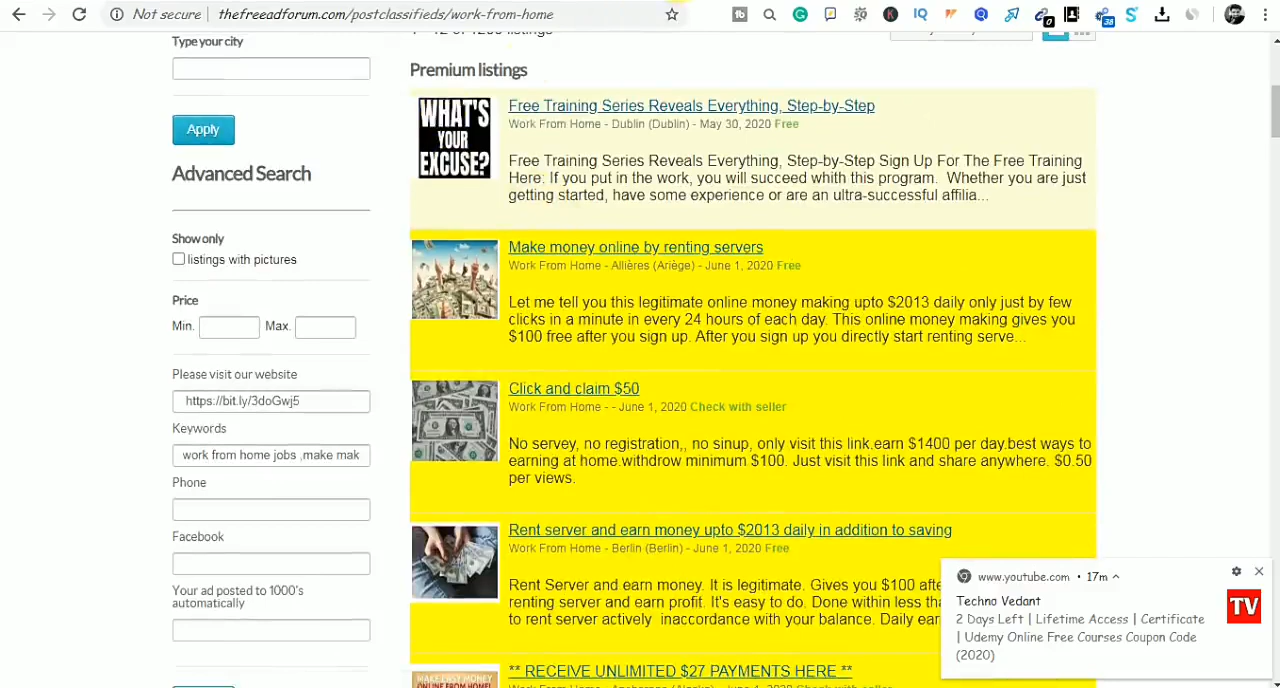 Not secure | thefreeadforum.com/postclassifieds/work-from-home
Type your city
Apply
Advanced Search
Show only
listings with pictures
Price
Min. Max.
Please visit our website
https://bit.ly/3doGwj5
Keywords
work from home jobs ,make mak
Phone
Facebook
Your ad posted to 1000's
automatically
Premium listings
WHAT'S
YOUR
EXCUSE?
Free Training Series Reveals Everything, Step-by-Step
Work From Home - Dublin (Dublin) - May 30, 2020 Free
Free Training Series Reveals Everything, Step-by-Step Sign Up For The Free Training
Here: If you put in the work, you will succeed whith this program. Whether you are just
getting started, have some experience or are an ultra-successful affilia...
Make money online by renting servers
Work From Home - Allières (Ariège) - June 1, 2020 Free
Let me tell you this legitimate online money making upto $2013 daily only just by few
clicks in a minute in every 24 hours of each day. This online money making gives you
$100 free after you sign up. After you sign up you directly start renting serve...
Click and claim $50
Work From Home - - June 1, 2020 Check with seller
No servey, no registration,, no sinup, only visit this link.earn $1400 per day.best ways to
earning at home.withdrow minimum $100. Just visit this link and share anywhere. $0.50
per views.
Rent server and earn money upto $2013 daily in addition to saving
Work From Home - Berlin (Berlin) - June 1, 2020 Free
Rent Server and earn money. It is legitimate. Gives you $100 afte
renting server and earn profit. It's easy to do. Done within less tha
to rent server actively inaccordance with your balance. Daily ear
** RECEIVE UNLIMITED $27 PAYMENTS HERE **
MAKE EASY MONEY
ONLINE FROM HOME!
www.youtube.com • 17m
Techno Vedant
2 Days Left | Lifetime Access | Certificate
| Udemy Online Free Courses Coupon Code
(2020)
TV